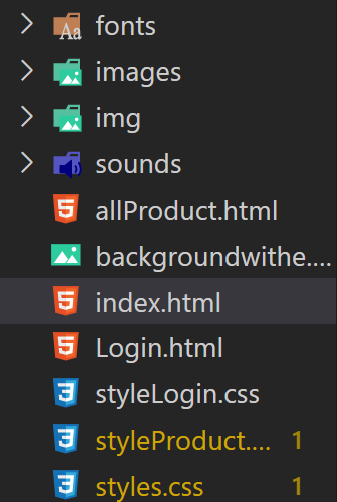 fonts
images
img
sounds
allProduct.html
backgroundwithe....
index.html
Login.html
styleLogin.css
styleProduct.... 1
styles.css 1